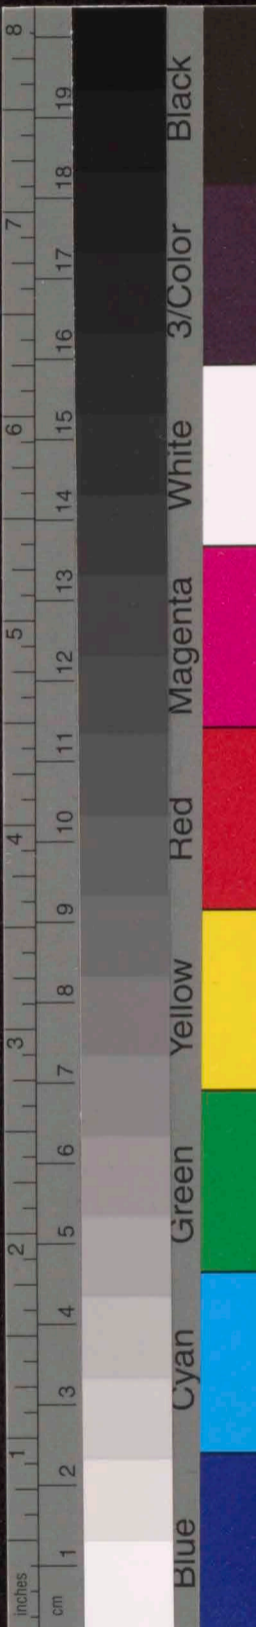 inches 1 2 3 4 5 6 7 8
cm 1 2 3 4 5 6 7 8 9 10 11 12 13 14 15 16 17 18 19
Blue Cyan Green Yellow Red Magenta White 3/Color Black